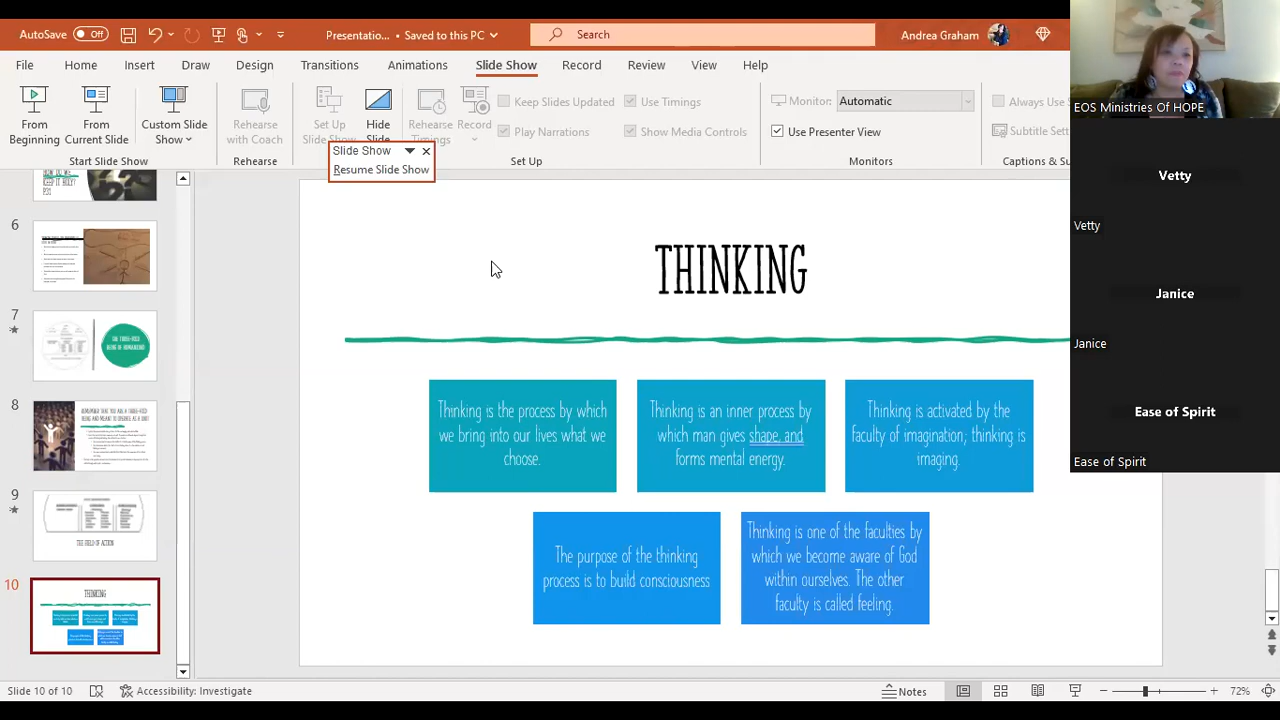 AutoSave Off Presentatio... • Saved to this PC Search Andrea Graham
File Home Insert Draw Design Transitions Animations Slide Show Record Review View Help
From Beginning
From Current Slide
Custom Slide Show
Rehearse with Coach
Set Up Slide Show
Hide Slide
Rehearse Timings
Record
Keep Slides Updated
Play Narrations
Use Timings
Show Media Controls
Monitor: Automatic
Use Presenter View
Always Use
Subtitle Set
Start Slide Show Rehearse Set Up Monitors Captions & Su
Slide Show
Resume Slide Show
KEEP IT HOLY?
6
7
8
9
THE FIELD OF ACTION
10
THINKING
THINKING
Thinking is the process by which
we bring into our lives what we
choose.
Thinking is an inner process by
which man gives shape, and
forms mental energy.
Thinking is activated by the
faculty of imagination; thinking is
imaging.
The purpose of the thinking
process is to build consciousness
Thinking is one of the faculties by
which we become aware of God
within ourselves. The other
faculty is called feeling.
EOS Ministries Of HOPE
Vetty
Vetty
Janice
Janice
Ease of Spirit
Ease of Spirit
Slide 10 of 10 Accessibility: Investigate Notes 72%